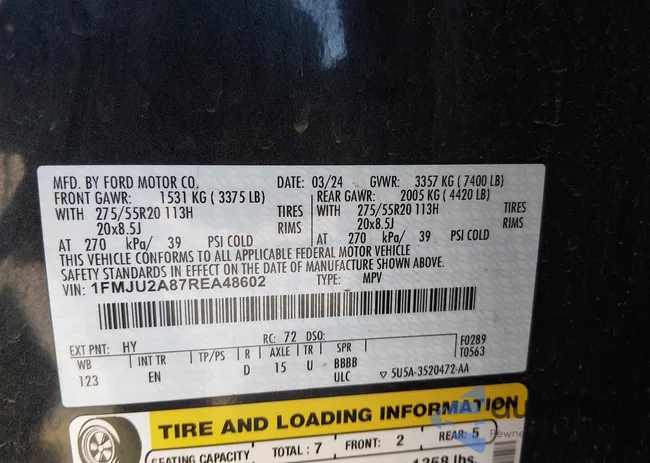 MFD. BY FORD MOTOR CO. DATE: 03/24 GVWR: 3357 KG ( 7400 LB)
FRONT GAWR: 1531 KG ( 3375 LB) REAR GAWR: 2005 KG ( 4420 LB)
WITH 275/55R20 113H TIRES WITH 275/55R20 113H TIRES
20x8.5J RIMS 20x8.5J RIMS
AT 270 kPa/ 39 PSI COLD AT 270 kPa/ 39 PSI COLD
THIS VEHICLE CONFORMS TO ALL APPLICABLE FEDERAL MOTOR VEHICLE
SAFETY STANDARDS IN EFFECT ON THE DATE OF MANUFACTURE SHOWN ABOVE.
VIN: 1FMJU2A87REA48602 TYPE: MPV
EXT PNT: HY RC: 72 DSO: F0289
WB INT TR TP/PS R AXLE TR SPR T0563
123 EN D 15 U BBBB
ULC ▽ 5U5A-3520472-AA
TIRE AND LOADING INFORMATION
SEATING CAPACITY TOTAL : 7 FRONT: 2 REAR: 5
1358 lbs.